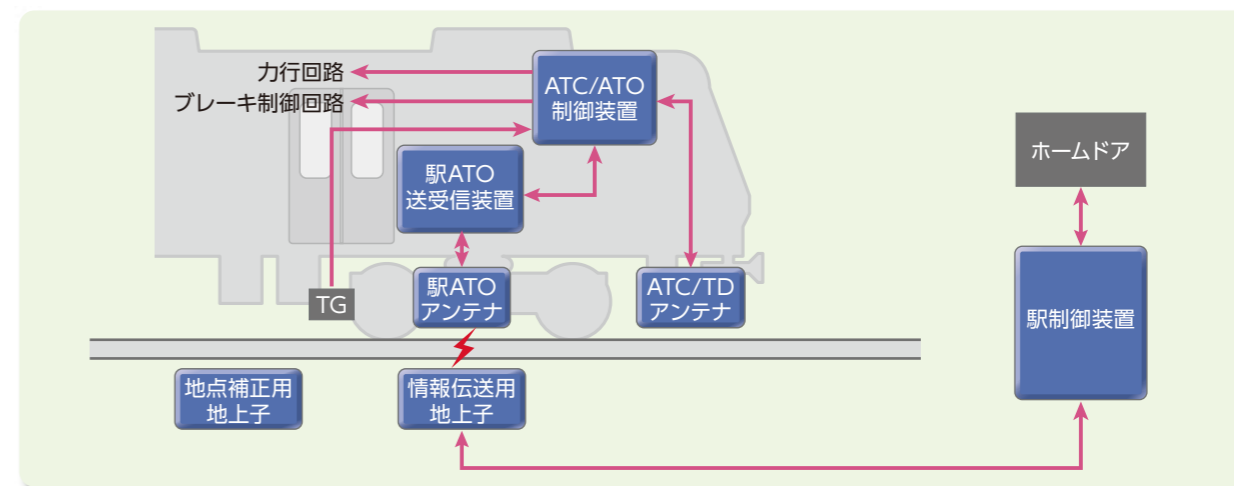 力行回路
ブレーキ制御回路
ATC/ATO
制御装置
駅ATO
送受信装置
ホームドア
TG
駅ATO
アンテナ
ATC/TD
アンテナ
駅制御装置
地点補正用
地上子
情報伝送用
地上子